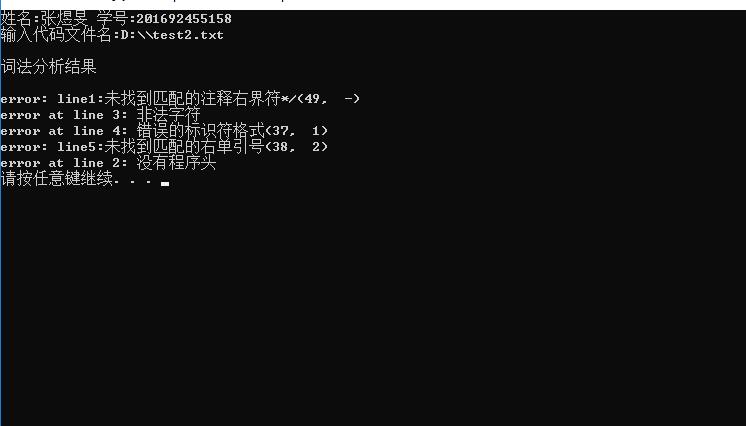 姓名:张煜旻 学号:201692455158
输入代码文件名:D:\\test2.txt
词法分析结果
error: line1:未找到匹配的注释右界符*/(49,  -)
error at line 3: 非法字符
error at line 4: 错误的标识符格式(37,  1)
error: line5:未找到匹配的右单引号(38,  2)
error at line 2: 没有程序头
请按任意键继续. . .